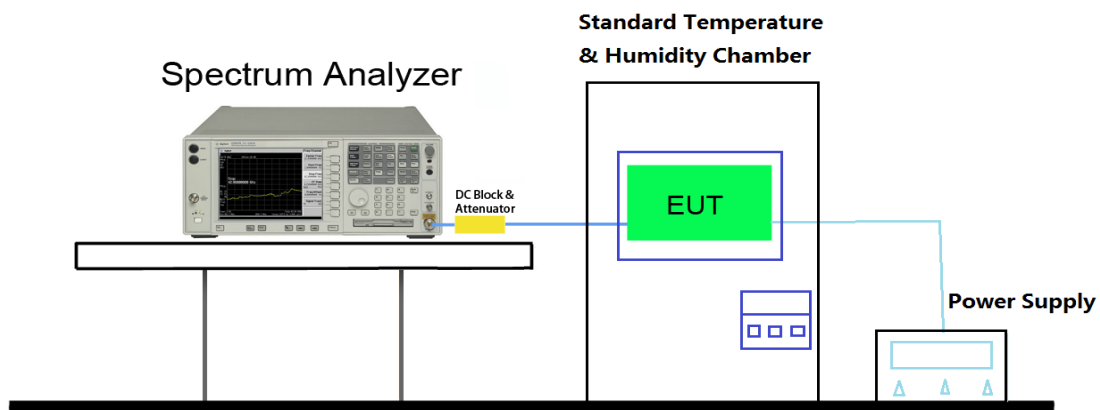 Standard Temperature
& Humidity Chamber
Spectrum Analyzer
DC Block &
Attenuator
EUT
Power Supply